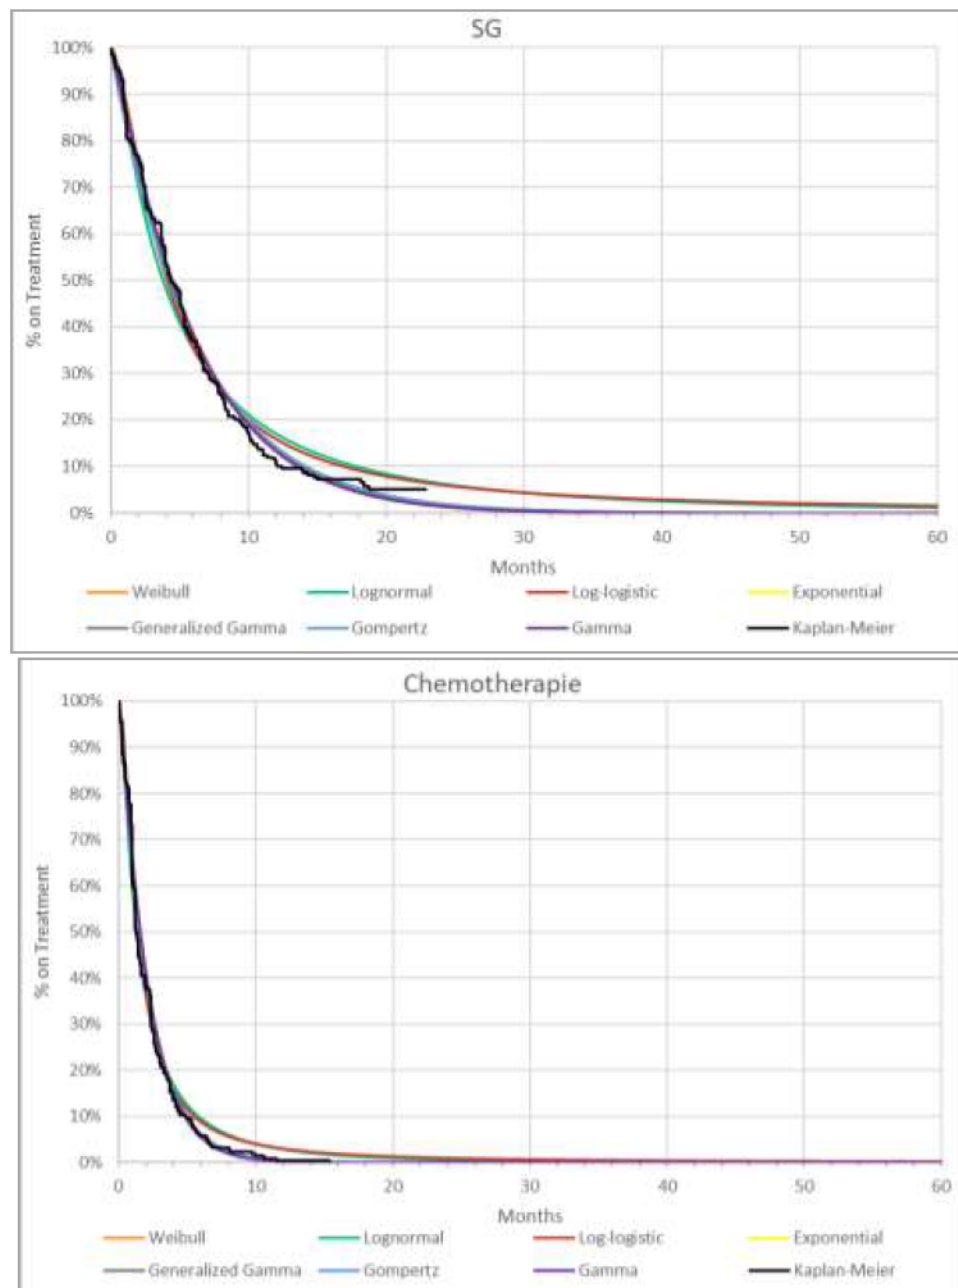 SG
100%
90%
80%
70%
60%
50%
40%
30%
20%
10%
0%
% on Treatment
0 10 20 30 40 50 60
Months
Weibull Lognormal Log-logistic Exponential
Generalized Gamma Gompertz Gamma Kaplan-Meier
Chemotherapie
100%
90%
80%
70%
60%
50%
40%
30%
20%
10%
0%
% on Treatment
0 10 20 30 40 50 60
Months
Weibull Lognormal Log-logistic Exponential
Generalized Gamma Gompertz Gamma Kaplan-Meier